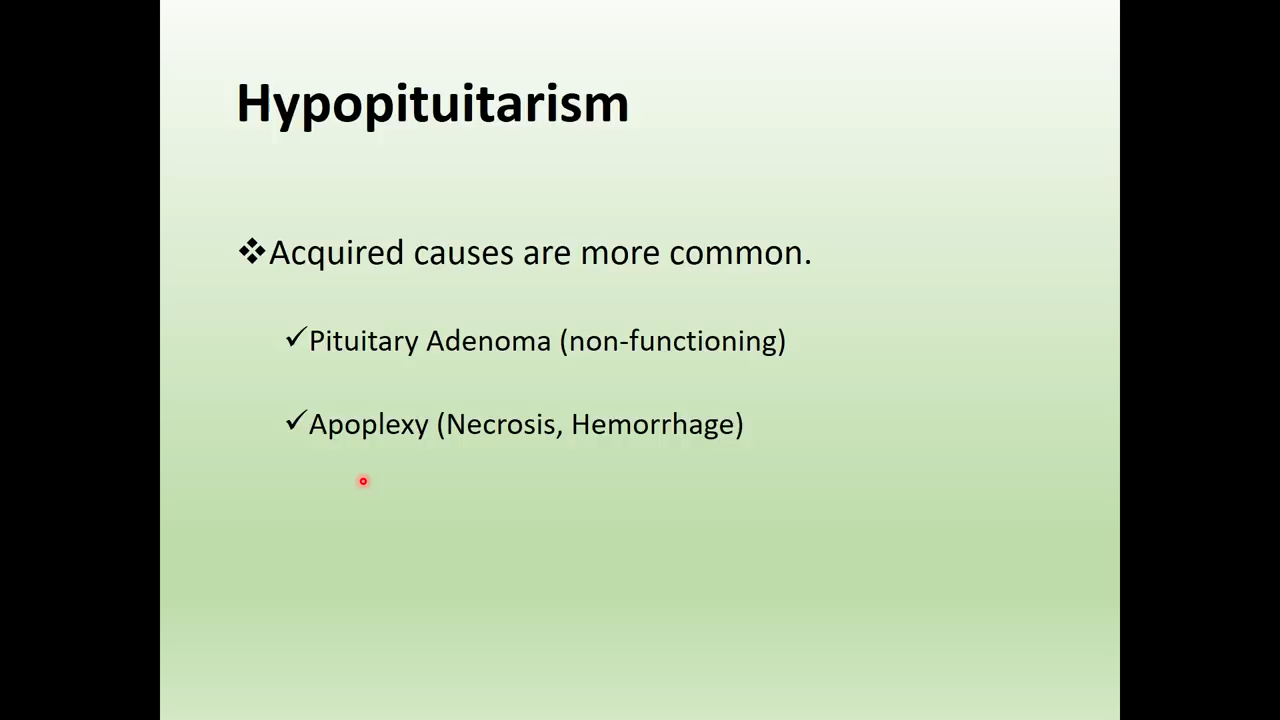 Hypopituitarism
❖Acquired causes are more common.
✓Pituitary Adenoma (non-functioning)
✓Apoplexy (Necrosis, Hemorrhage)